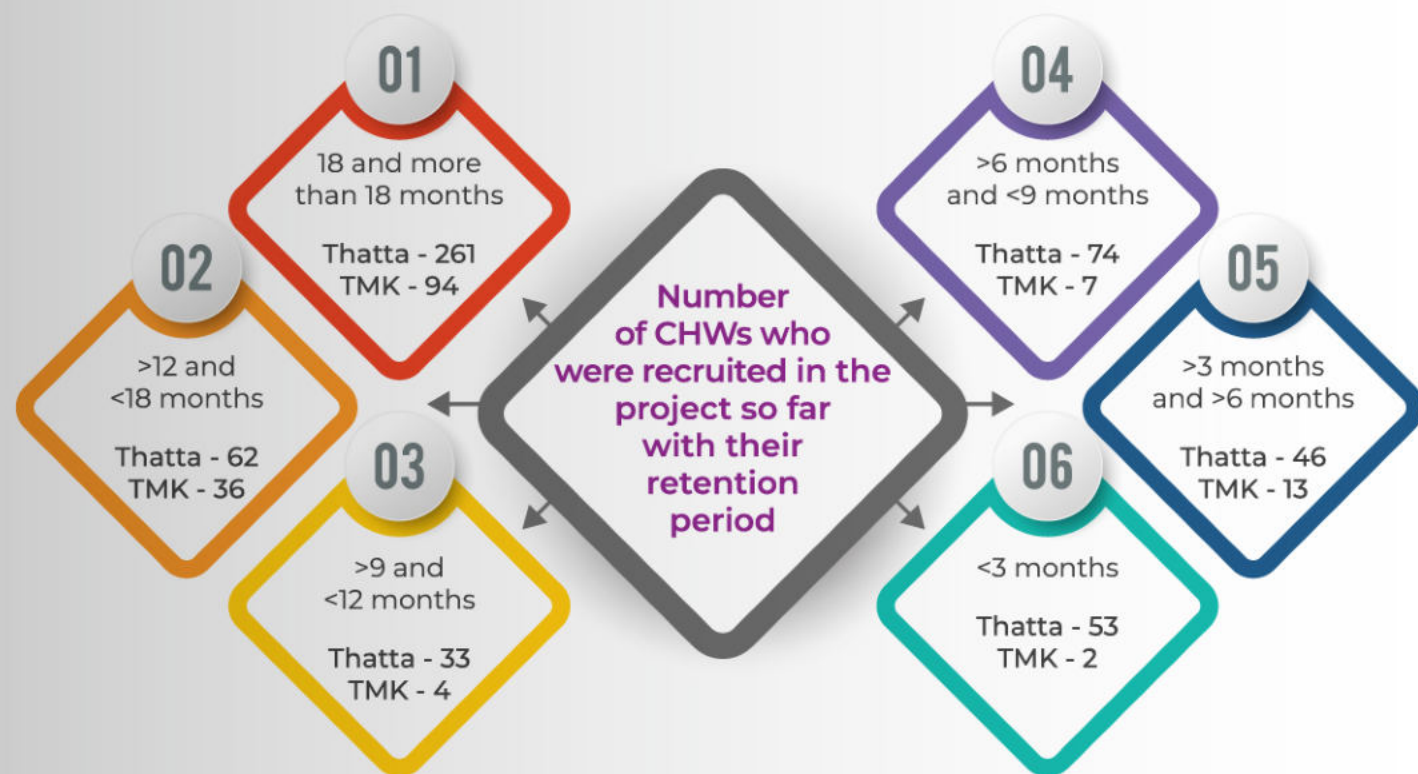 01
18 and more
than 18 months
Thatta - 261
TMK - 94
02
>12 and
<18 months
Thatta - 62
TMK - 36
03
>9 and
<12 months
Thatta - 33
TMK - 4
Number
of CHWs who
were recruited in the
project so far
with their
retention
period
04
>6 months
and <9 months
Thatta - 74
TMK - 7
05
>3 months
and >6 months
Thatta - 46
TMK - 13
06
<3 months
Thatta - 53
TMK - 2